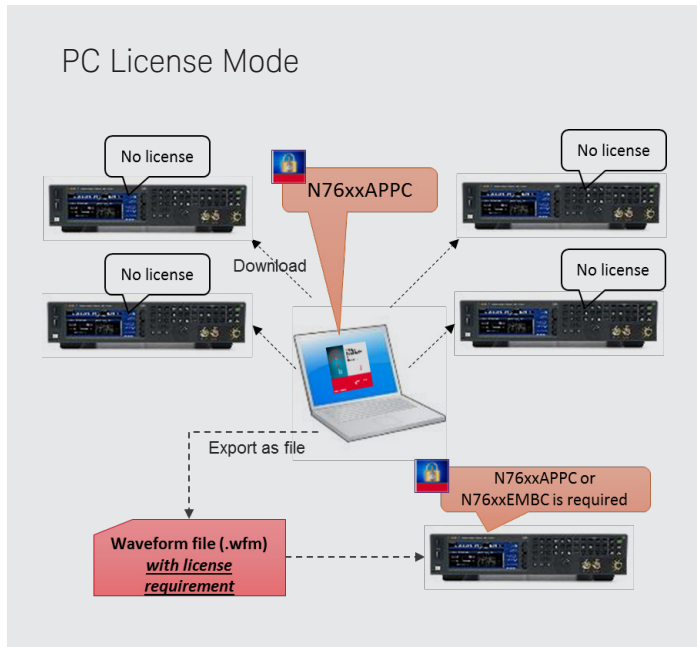 PC License Mode
No license
No license
N76xxAPPC
No license
Download
No license
Export as file
N76xxAPPC or
N76xxEMBC is required
Waveform file (.wfm)
with license
requirement